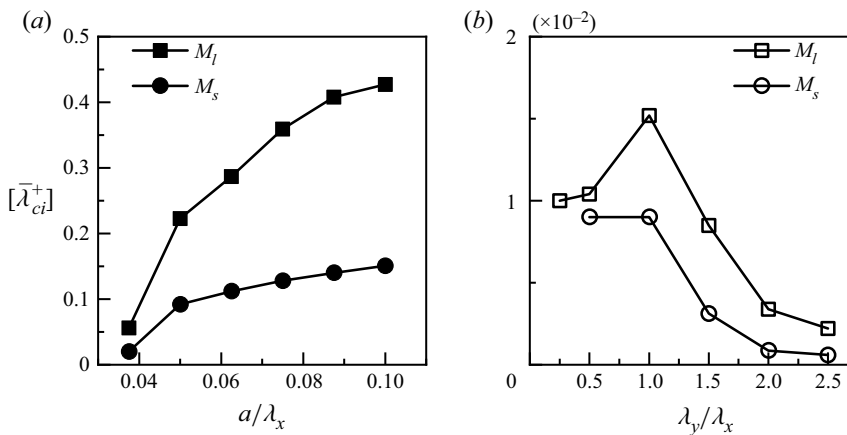 (a)
0.5
0.4
0.3
0.2
0.1
0
M_l
M_s
[λ̄⁺_ci]
0.04 0.06 0.08 0.10
a/λ_x
(b)
(×10⁻²)
2
1
0
M_l
M_s
0.5 1.0 1.5 2.0 2.5
λ_y/λ_x